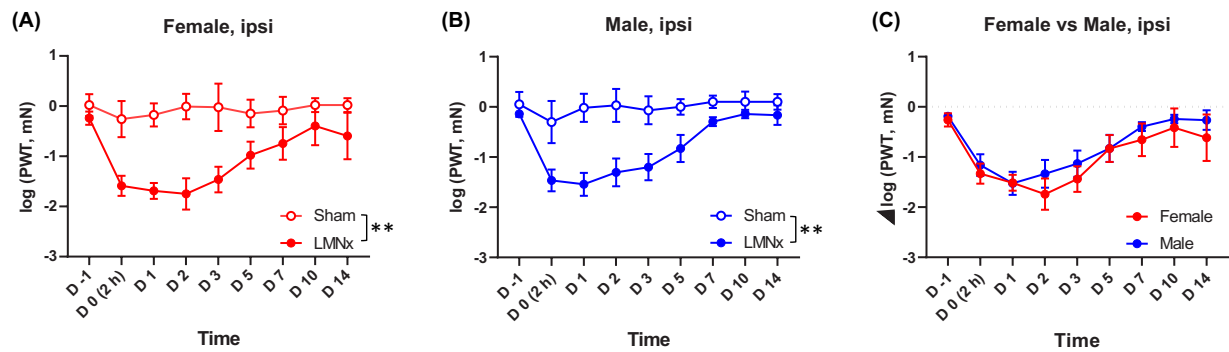 (A)
Female, ipsi
log (PWT, mN)
1
0
-1
-2
-3
Sham
LMNx
**
D -1
D 0 (2 h)
D 1
D 2
D 3
D 5
D 7
D 10
D 14
Time
(B)
Male, ipsi
log (PWT, mN)
1
0
-1
-2
-3
Sham
LMNx
**
D -1
D 0 (2 h)
D 1
D 2
D 3
D 5
D 7
D 10
D 14
Time
(C)
Female vs Male, ipsi
log (PWT, mN)
1
0
-1
-2
-3
Female
Male
D -1
D 0 (2 h)
D 1
D 2
D 3
D 5
D 7
D 10
D 14
Time